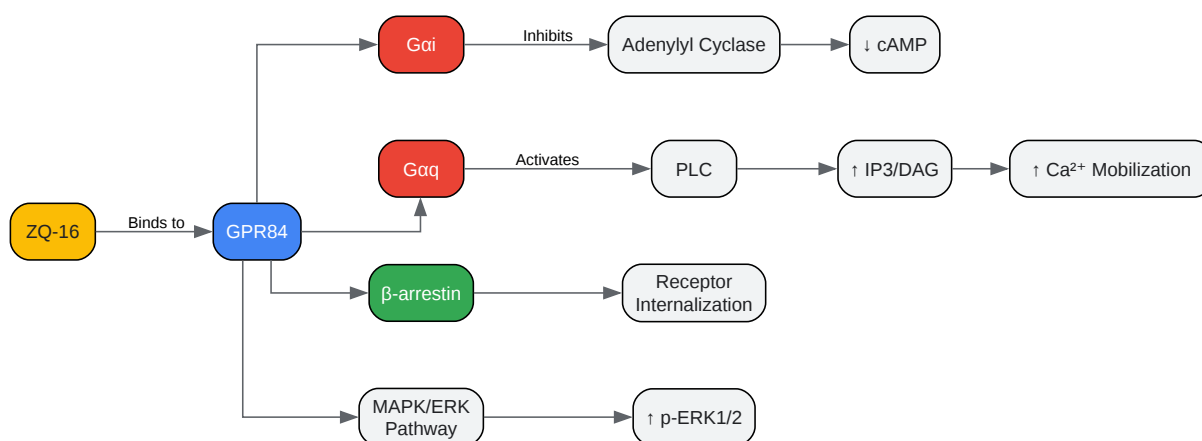 Gαi
Inhibits
Adenylyl Cyclase
↓ cAMP
Gαq
Activates
PLC
↑ IP3/DAG
↑ Ca²⁺ Mobilization
ZQ-16
Binds to
GPR84
β-arrestin
Receptor
Internalization
MAPK/ERK
Pathway
↑ p-ERK1/2